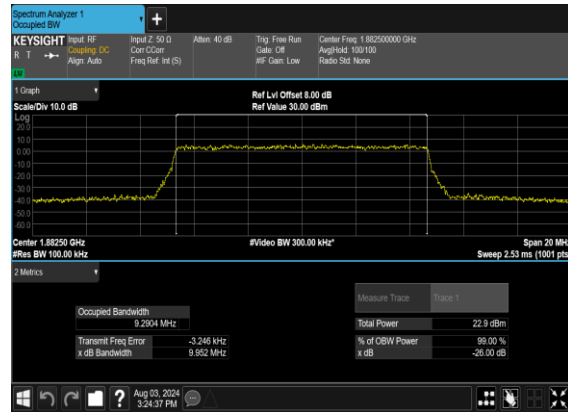 Spectrum Analyzer 1
Occupied BW
KEYSIGHT Input: RF Input Z: 50 Ω Atten: 40 dB Trig: Free Run Center Freq: 1.882500000 GHz
R T Coupling: DC Corr CCorr Gate: Off Avg|Hold: 100/100
Align: Auto Freq Ref: Int (S) #IF Gain: Low Radio Std: None
LW
1 Graph Ref Lvl Offset 8.00 dB
Scale/Div 10.0 dB Ref Value 30.00 dBm
Log
20.0
10.0
0.00
-10.0
-20.0
-30.0
-40.0
-50.0
-60.0
Center 1.88250 GHz #Video BW 300.00 kHz* Span 20 MHz
#Res BW 100.00 kHz Sweep 2.53 ms (1001 pts
2 Metrics
Measure Trace Trace 1
Occupied Bandwidth
9.2904 MHz Total Power 22.9 dBm
Transmit Freq Error -3.246 kHz % of OBW Power 99.00 %
x dB Bandwidth 9.952 MHz x dB -26.00 dB
Aug 03, 2024
3:24:37 PM